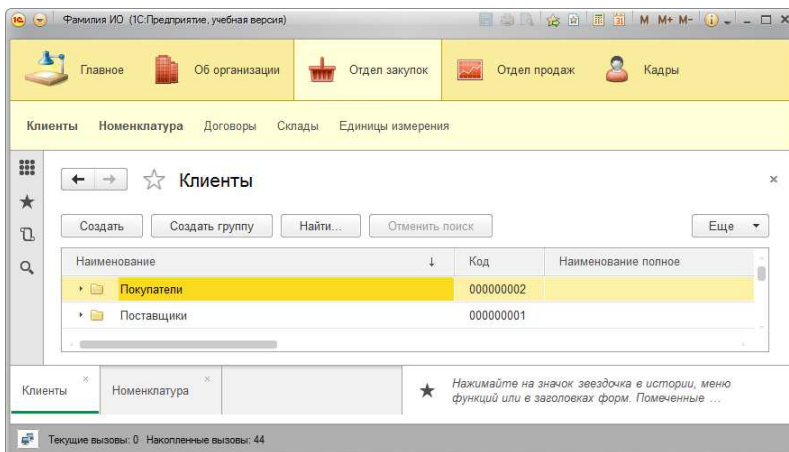 Фамилия ИО (1С:Предприятие, учебная версия) M M+ M-
Главное Об организации Отдел закупок Отдел продаж Кадры
Клиенты Номенклатура Договоры Склады Единицы измерения
Клиенты
Создать Создать группу Найти... Отменить поиск Еще
Наименование ↓ Код Наименование полное
Покупатели 000000002
Поставщики 000000001
Клиенты Номенклатура
Нажимайте на значок звездочка в истории, меню
функций или в заголовках форм. Помеченные ...
Текущие вызовы: 0 Накопленные вызовы: 44